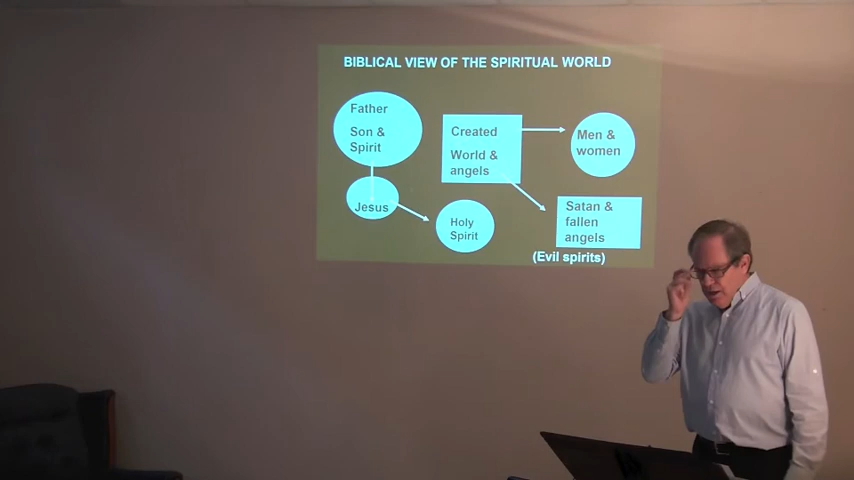 BIBLICAL VIEW OF THE SPIRITUAL WORLD
Father
Son &
Spirit
Jesus
Holy
Spirit
Created
World &
angels
Men &
women
Satan &
fallen
angels
(Evil spirits)